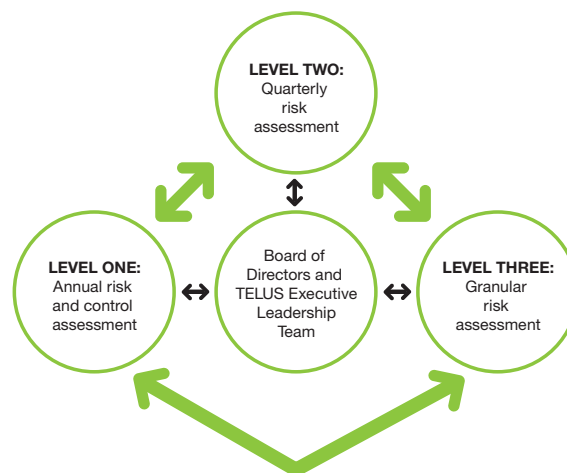 LEVEL TWO:
Quarterly
risk
assessment
LEVEL ONE:
Annual risk
and control
assessment
Board of
Directors and
TELUS Executive
Leadership
Team
LEVEL THREE:
Granular
risk
assessment